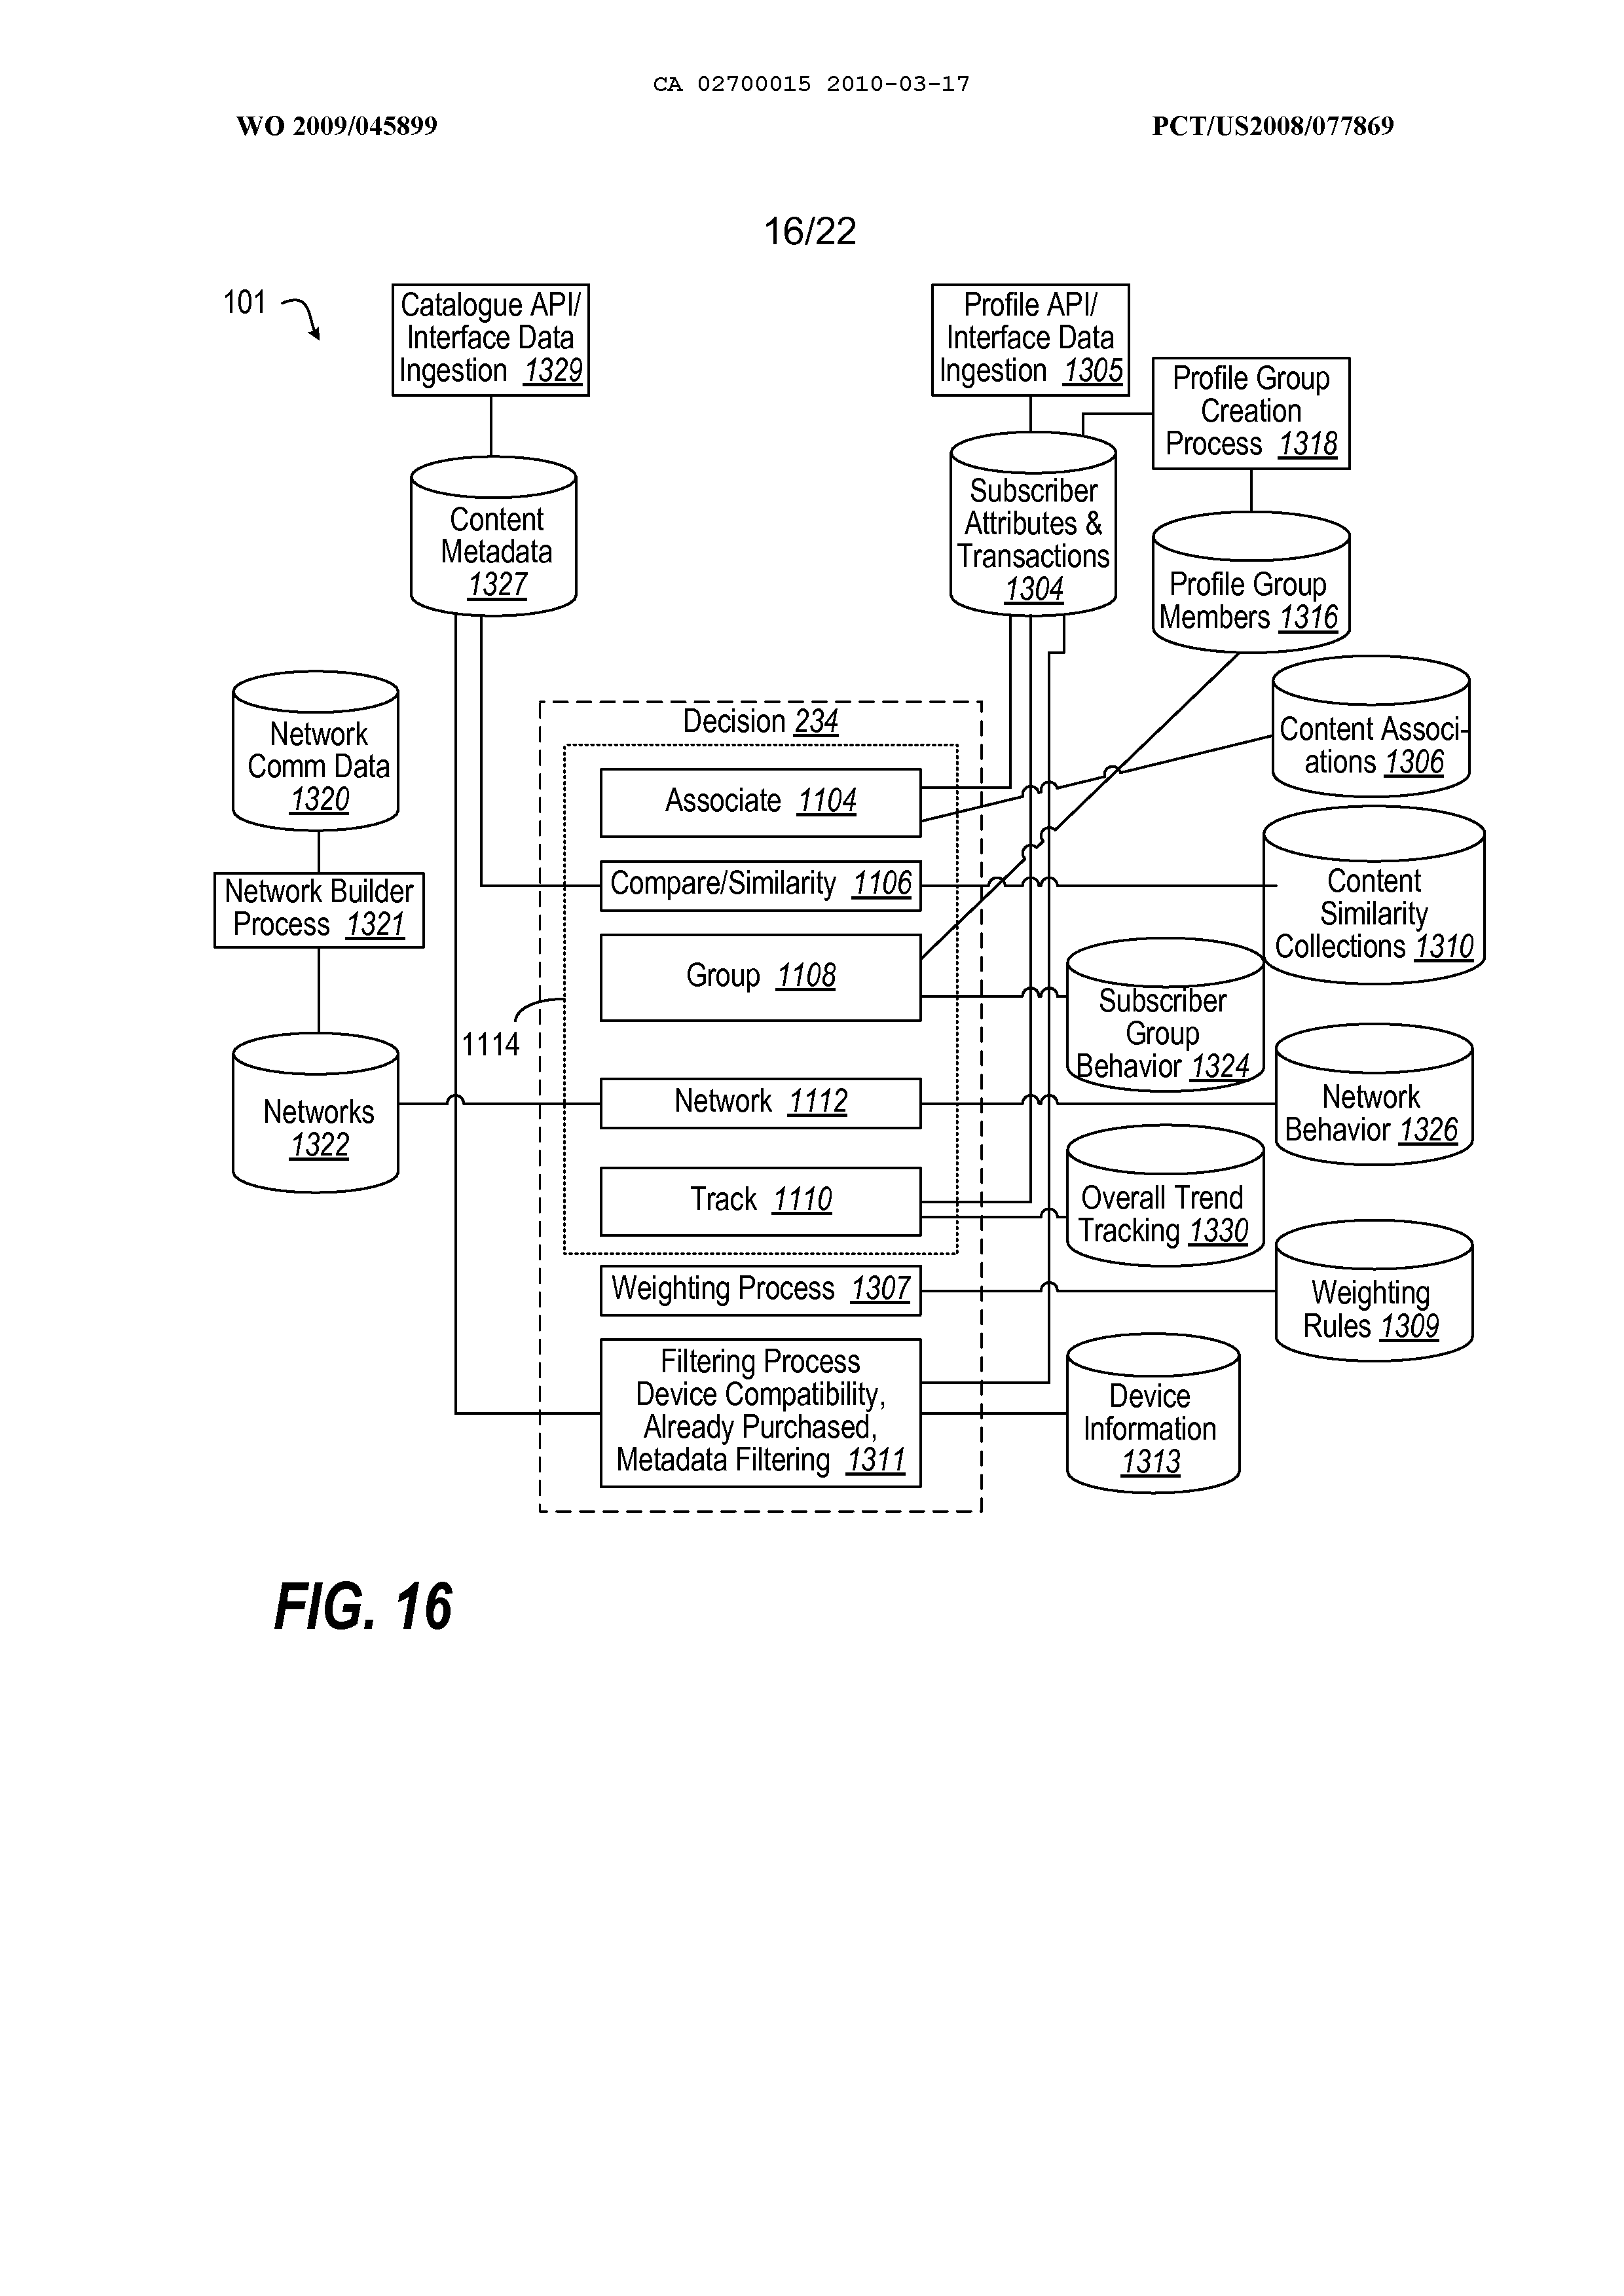 CA 02700015 2010-03-17
WO 2009/045899
PCT/US2008/077869
16/22
101
Catalogue API/
Interface Data
Ingestion 1329
Profile API/
Interface Data
Ingestion 1305
Profile Group
Creation
Process 1318
Content
Metadata
1327
Subscriber
Attributes &
Transactions
1304
Profile Group
Members 1316
Network
Comm Data
1320
Content Associ-
ations 1306
Decision 234
Associate 1104
Network Builder
Process 1321
Compare/Similarity 1106
Content
Similarity
Collections 1310
Group 1108
Subscriber
Group
Behavior 1324
1114
Networks
1322
Network 1112
Network
Behavior 1326
Track 1110
Overall Trend
Tracking 1330
Weighting Process 1307
Weighting
Rules 1309
Filtering Process
Device Compatibility,
Already Purchased,
Metadata Filtering 1311
Device
Information
1313
FIG. 16